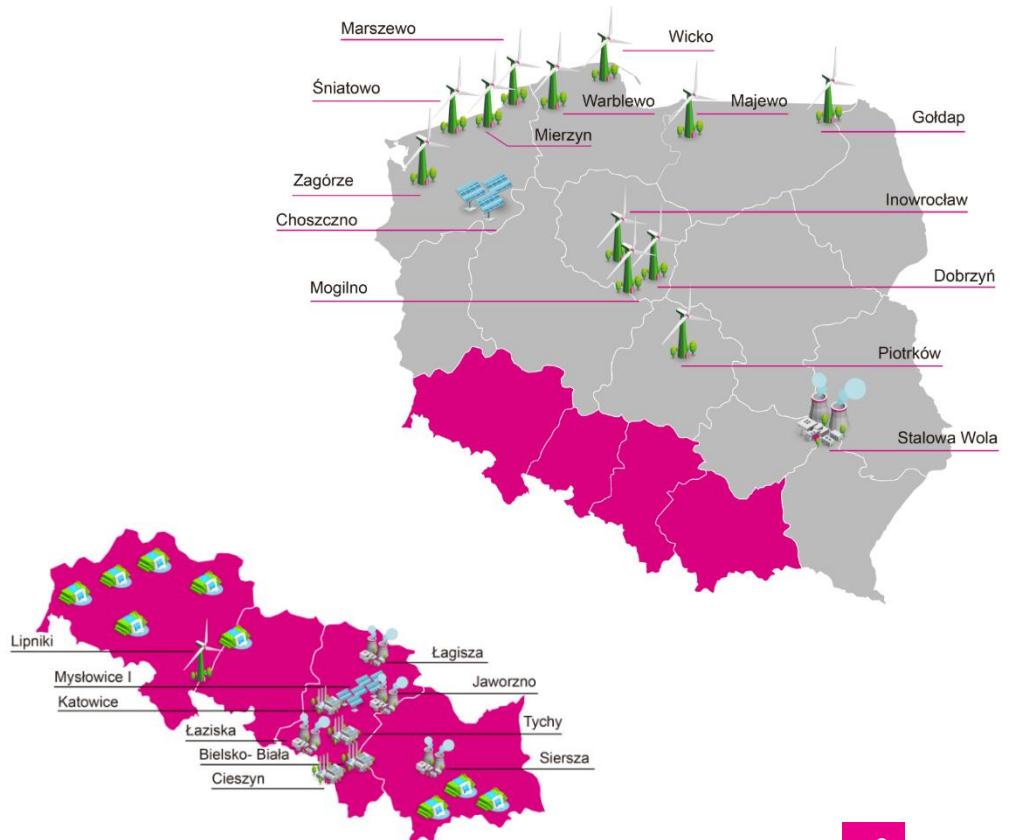 Marszewo
Wicko
Śniatowo
Warblewo
Majewo
Gołdap
Mierzyn
Zagórze
Inowrocław
Choszczno
Dobrzyń
Mogilno
Piotrków
Stalowa Wola
Lipniki
Łagisza
Mysłowice I
Jaworzno
Katowice
Tychy
Łaziska
Bielsko- Biała
Siersza
Cieszyn